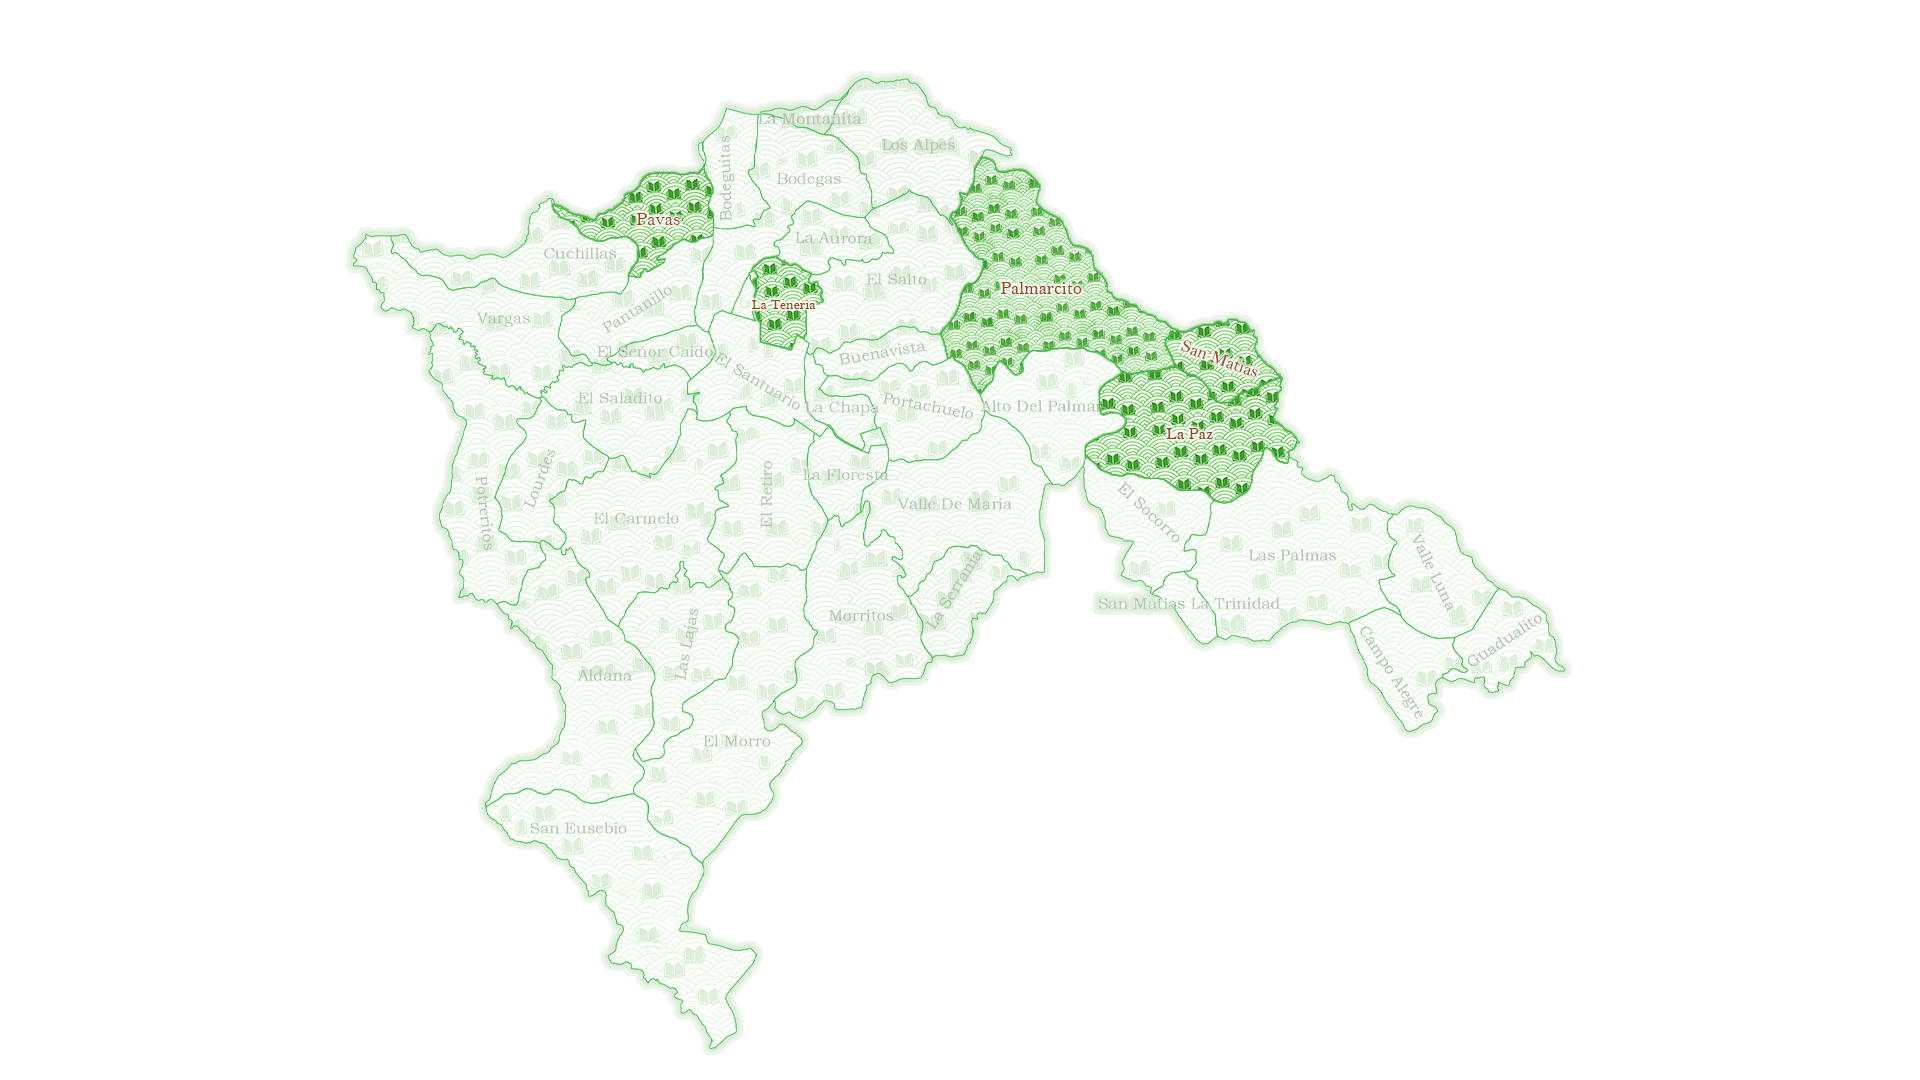 La Montañita
Los Alpes
Bodeguitas
Bodegas
Pavas
La Aurora
Cuchillas
El Salto
Palmarcito
La Teneria
Pantanillo
Vargas
El Señor Caido
Buenavista
San Matias
El Santuario
El Saladito
La Chapa
Portachuelo
Alto Del Palmar
La Paz
Lourdes
La Floresta
El Retiro
Valle De Maria
Potreritos
El Carmelo
El Socorro
Las Palmas
Valle Luna
La Serrania
San Matias La Trinidad
Morritos
Las Lajas
Guadualito
Campo Alegre
Aldana
El Morro
San Eusebio